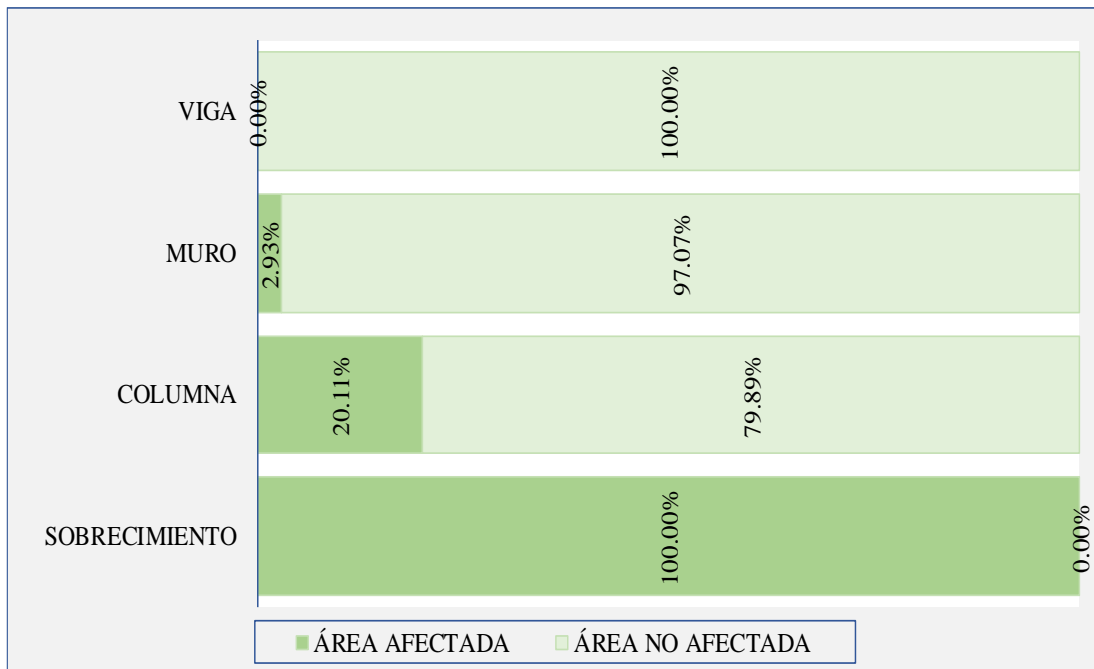 VIGA
0.00%
100.00%
MURO
2.93%
97.07%
COLUMNA
20.11%
79.89%
SOBRECIMIENTO
100.00%
0.00%
ÁREA AFECTADA
ÁREA NO AFECTADA